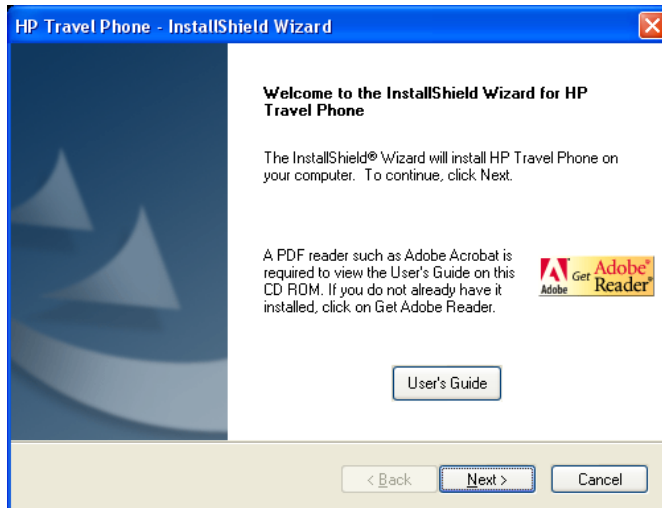 HP Travel Phone - InstallShield Wizard
Welcome to the InstallShield Wizard for HP
Travel Phone
The InstallShield® Wizard will install HP Travel Phone on
your computer. To continue, click Next.
A PDF reader such as Adobe Acrobat is
required to view the User's Guide on this
CD ROM. If you do not already have it
installed, click on Get Adobe Reader.
Adobe
Get Adobe®
Reader®
User's Guide
< Back
Next >
Cancel